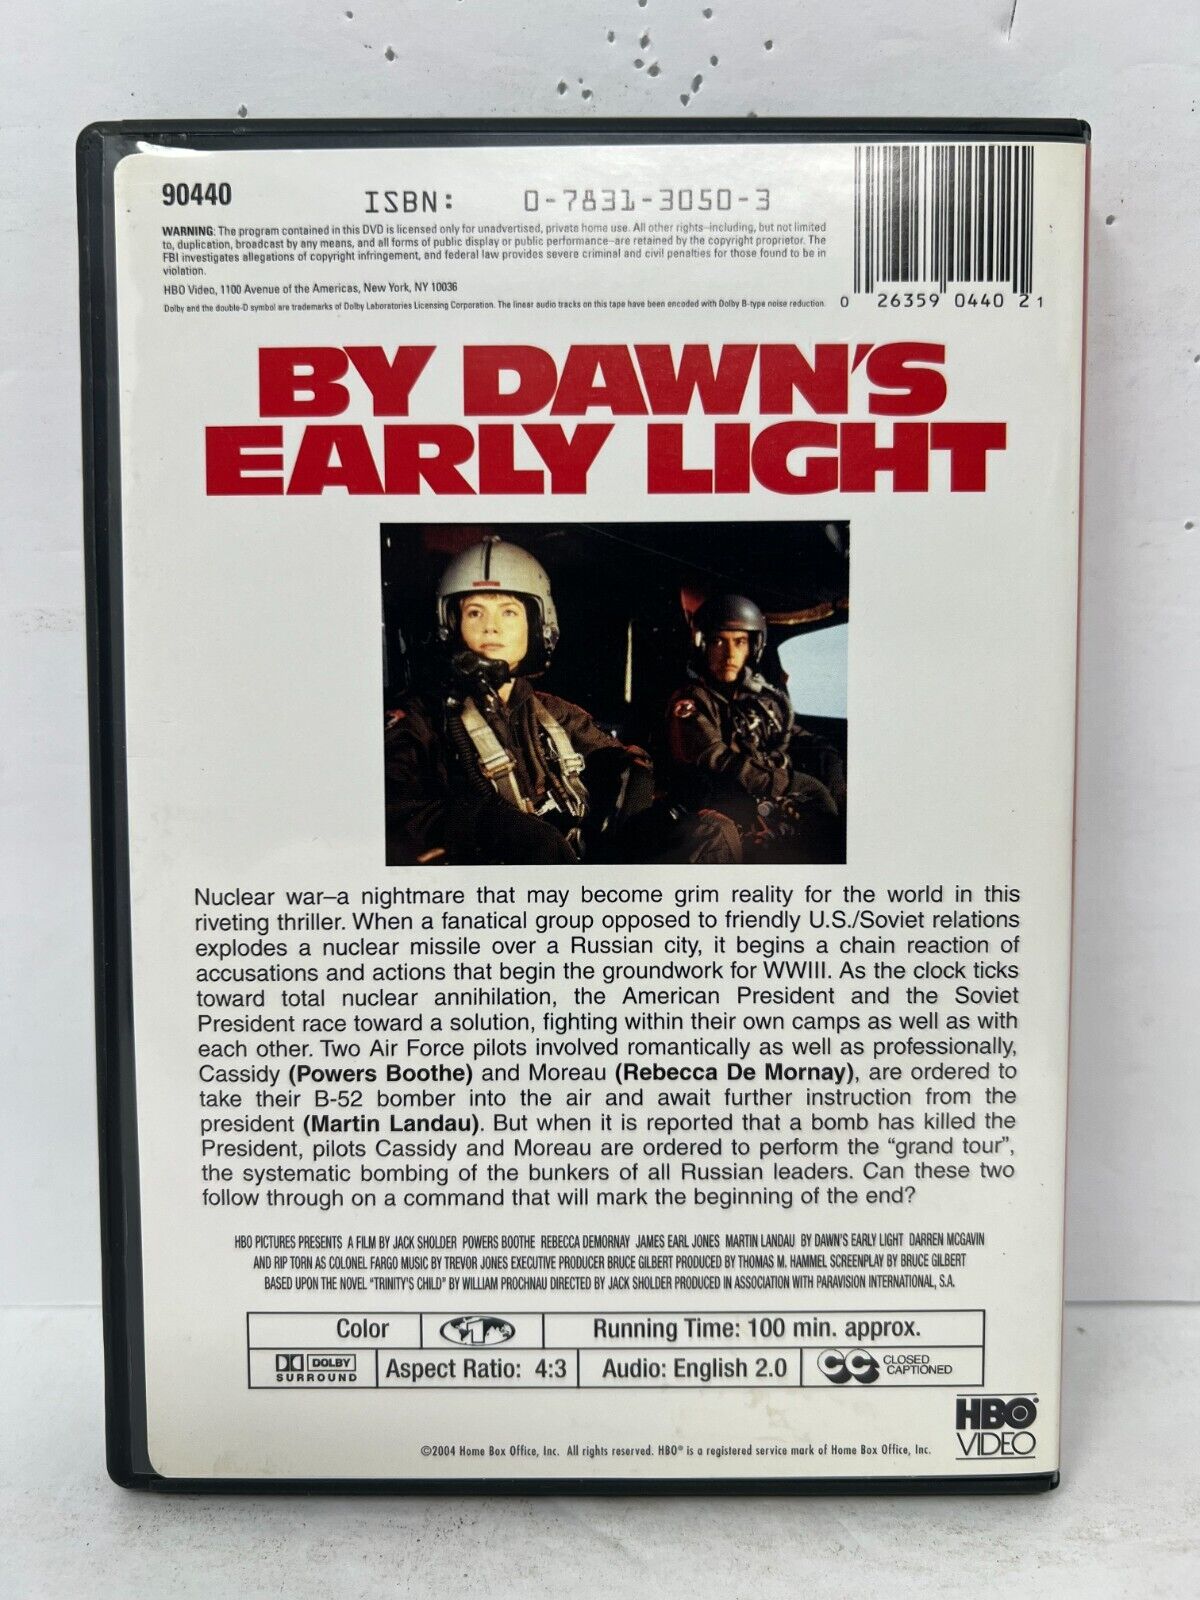 90440
ISBN: 0-7831-3050-3
WARNING: The program contained in this DVD is licensed only for unadvertised, private home use. All other rights–including, but not limited
to, duplication, broadcast by any means, and all forms of public display or public performance–are retained by the copyright proprietor. The
FBI investigates allegations of copyright infringement, and federal law provides severe criminal and civil penalties for those found to be in
violation.
HBO Video, 1100 Avenue of the Americas, New York, NY 10036
Dolby and the double-D symbol are trademarks of Dolby Laboratories Licensing Corporation. The linear audio tracks on this tape have been encoded with Dolby B-type noise reduction.
0 26359 0440 2 1
BY DAWN'S
EARLY LIGHT
Nuclear war–a nightmare that may become grim reality for the world in this
riveting thriller. When a fanatical group opposed to friendly U.S./Soviet relations
explodes a nuclear missile over a Russian city, it begins a chain reaction of
accusations and actions that begin the groundwork for WWIII. As the clock ticks
toward total nuclear annihilation, the American President and the Soviet
President race toward a solution, fighting within their own camps as well as with
each other. Two Air Force pilots involved romantically as well as professionally,
Cassidy (Powers Boothe) and Moreau (Rebecca De Mornay), are ordered to
take their B-52 bomber into the air and await further instruction from the
president (Martin Landau). But when it is reported that a bomb has killed the
President, pilots Cassidy and Moreau are ordered to perform the "grand tour",
the systematic bombing of the bunkers of all Russian leaders. Can these two
follow through on a command that will mark the beginning of the end?
HBO PICTURES PRESENTS A FILM BY JACK SHOLDER POWERS BOOTHE REBECCA DEMORNAY JAMES EARL JONES MARTIN LANDAU BY DAWN'S EARLY LIGHT DARREN MCGAVIN
AND RIP TORN AS COLONEL FARGO MUSIC BY TREVOR JONES EXECUTIVE PRODUCER BRUCE GILBERT PRODUCED BY THOMAS M. HAMMEL SCREENPLAY BY BRUCE GILBERT
BASED UPON THE NOVEL "TRINITY'S CHILD" BY WILLIAM PROCHNAU DIRECTED BY JACK SHOLDER PRODUCED IN ASSOCIATION WITH PARAVISION INTERNATIONAL, S.A.
Color 1 Running Time: 100 min. approx.
DOLBY SURROUND Aspect Ratio: 4:3 Audio: English 2.0 CC CLOSED CAPTIONED
HBO®
VIDEO
©2004 Home Box Office, Inc. All rights reserved. HBO® is a registered service mark of Home Box Office, Inc.